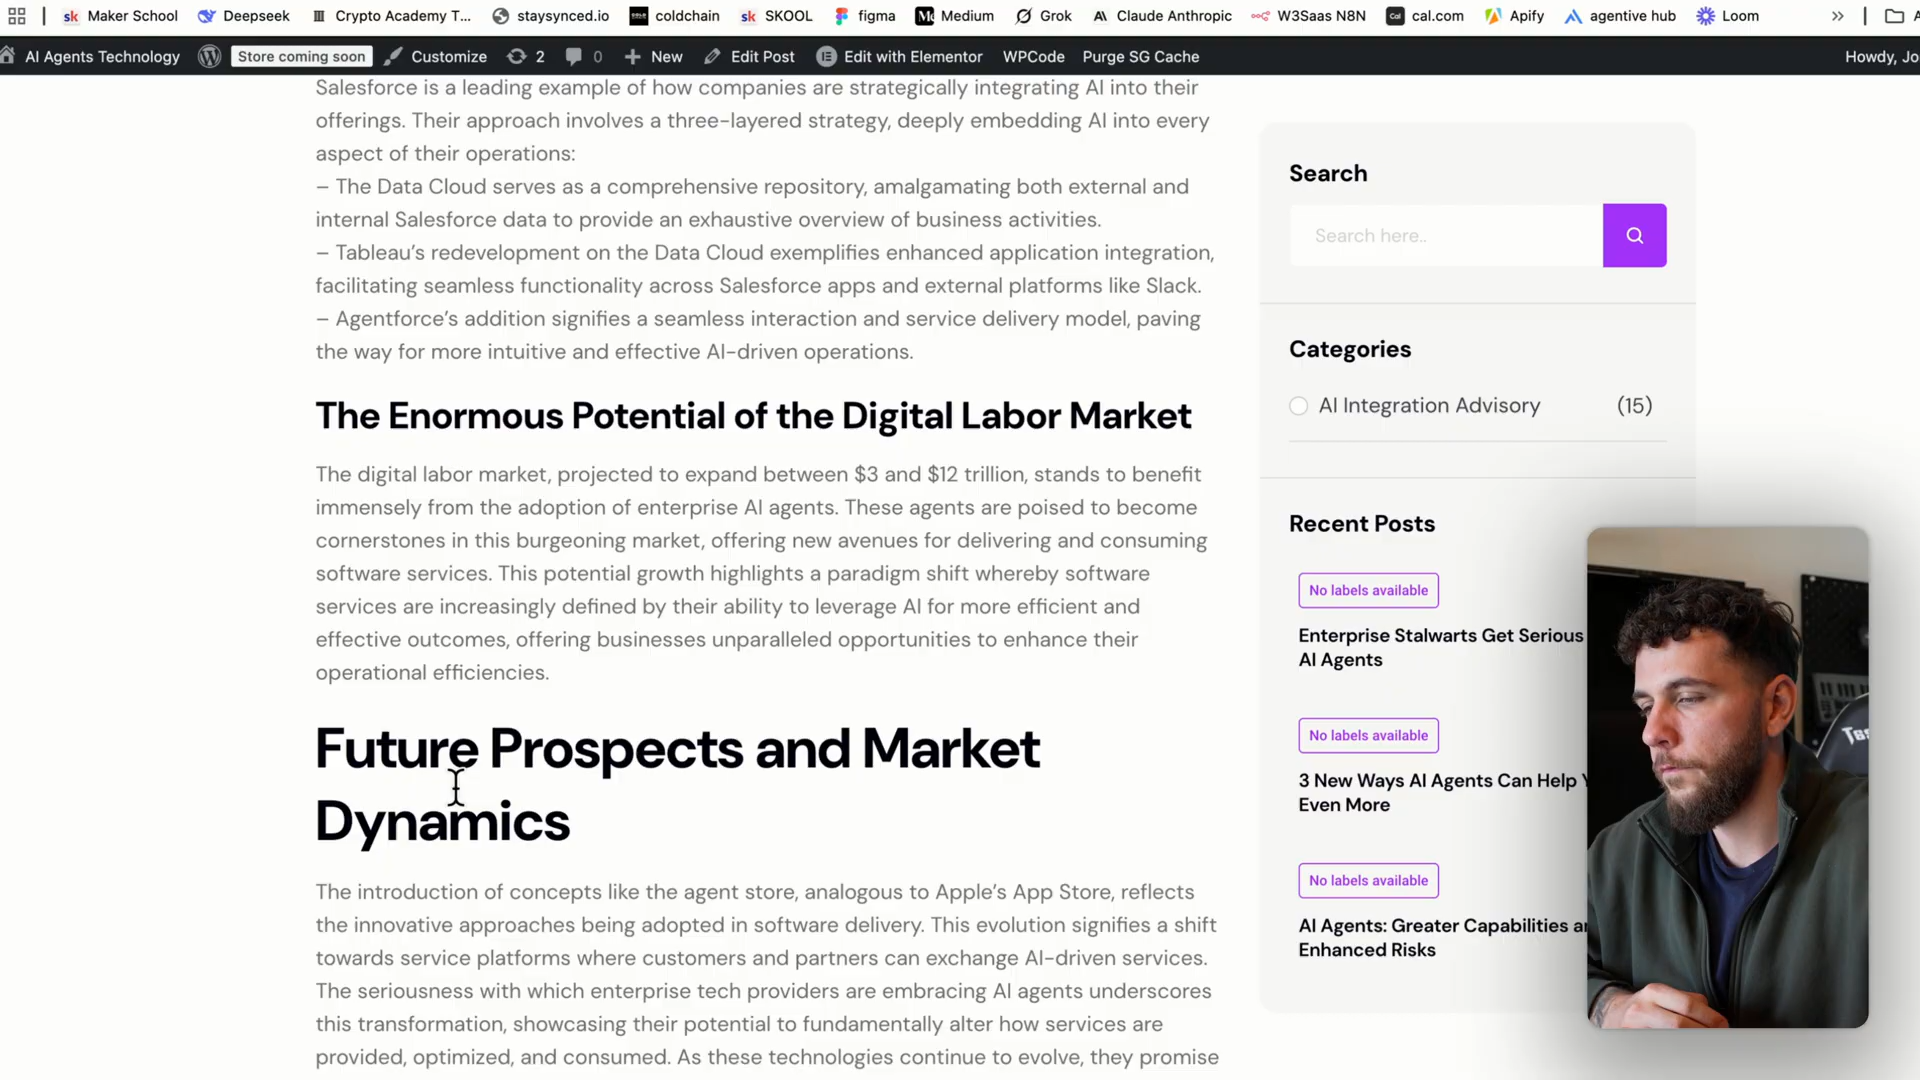 Maker School
Deepseek
Crypto Academy T...
staysynced.io
coldchain
SKOOL
figma
Medium
Grok
Claude Anthropic
W3Saas N8N
cal.com
Apify
agentive hub
Loom
AI Agents Technology
Store coming soon
Customize
2
0
New
Edit Post
Edit with Elementor
WPCode
Purge SG Cache
Howdy, Jo
Salesforce is a leading example of how companies are strategically integrating AI into their
offerings. Their approach involves a three-layered strategy, deeply embedding AI into every
aspect of their operations:
– The Data Cloud serves as a comprehensive repository, amalgamating both external and
internal Salesforce data to provide an exhaustive overview of business activities.
– Tableau’s redevelopment on the Data Cloud exemplifies enhanced application integration,
facilitating seamless functionality across Salesforce apps and external platforms like Slack.
– Agentforce’s addition signifies a seamless interaction and service delivery model, paving
the way for more intuitive and effective AI-driven operations.
The Enormous Potential of the Digital Labor Market
The digital labor market, projected to expand between $3 and $12 trillion, stands to benefit
immensely from the adoption of enterprise AI agents. These agents are poised to become
cornerstones in this burgeoning market, offering new avenues for delivering and consuming
software services. This potential growth highlights a paradigm shift whereby software
services are increasingly defined by their ability to leverage AI for more efficient and
effective outcomes, offering businesses unparalleled opportunities to enhance their
operational efficiencies.
Future Prospects and Market
Dynamics
The introduction of concepts like the agent store, analogous to Apple’s App Store, reflects
the innovative approaches being adopted in software delivery. This evolution signifies a shift
towards service platforms where customers and partners can exchange AI-driven services.
The seriousness with which enterprise tech providers are embracing AI agents underscores
this transformation, showcasing their potential to fundamentally alter how services are
provided, optimized, and consumed. As these technologies continue to evolve, they promise
Search
Search here..
Categories
AI Integration Advisory (15)
Recent Posts
No labels available
Enterprise Stalwarts Get Serious
AI Agents
No labels available
3 New Ways AI Agents Can Help
Even More
No labels available
AI Agents: Greater Capabilities
Enhanced Risks